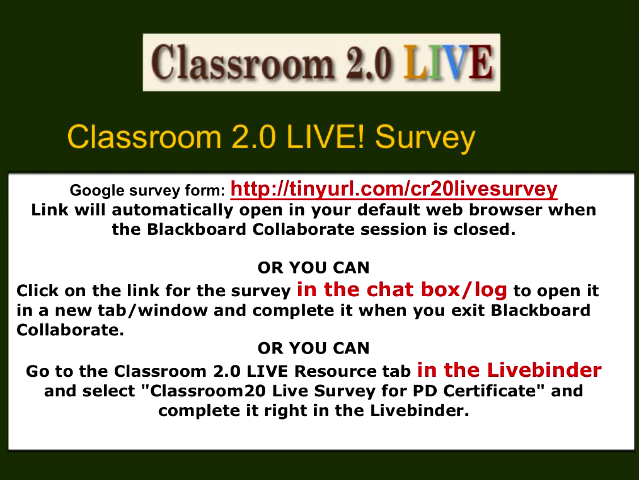 Classroom 2.0 LIVE
Classroom 2.0 LIVE! Survey
Google survey form: http://tinyurl.com/cr20livesurvey
Link will automatically open in your default web browser when
the Blackboard Collaborate session is closed.
OR YOU CAN
Click on the link for the survey in the chat box/log to open it
in a new tab/window and complete it when you exit Blackboard
Collaborate.
OR YOU CAN
Go to the Classroom 2.0 LIVE Resource tab in the Livebinder
and select "Classroom20 Live Survey for PD Certificate" and
complete it right in the Livebinder.